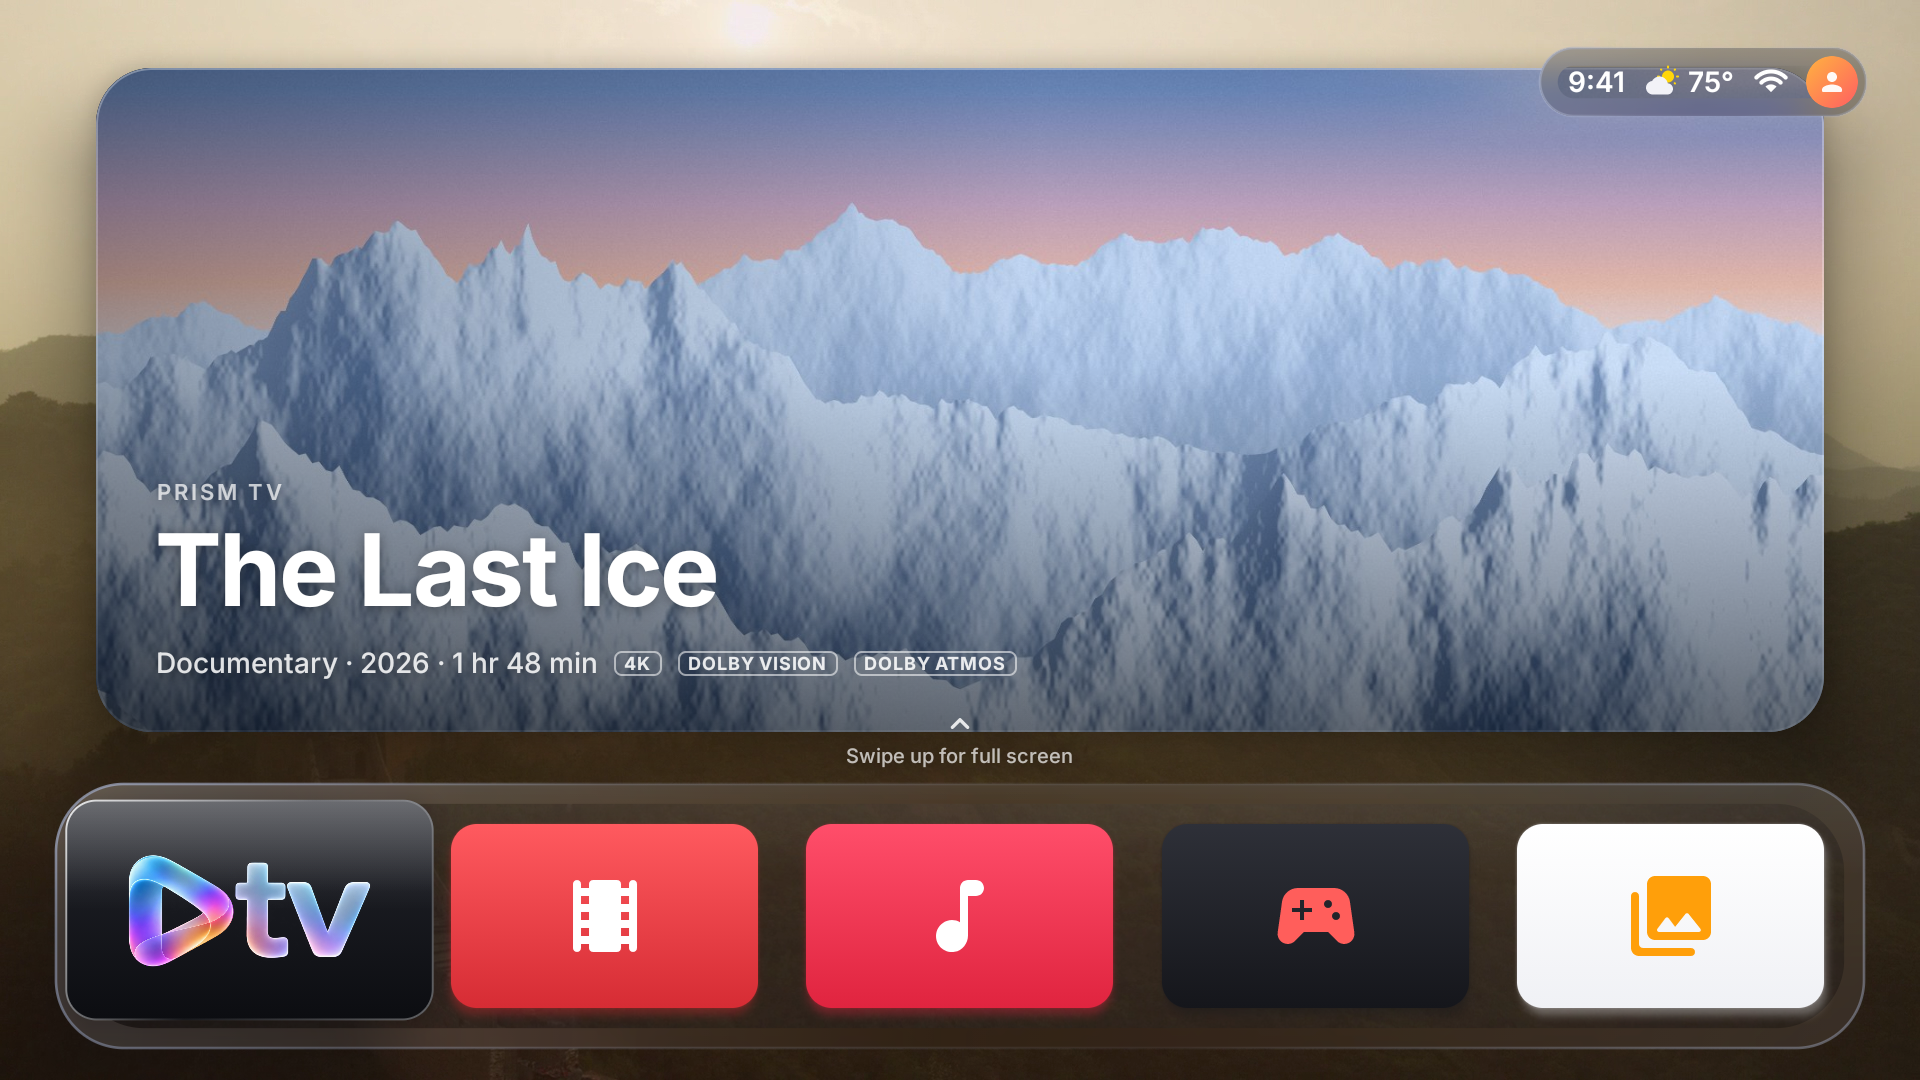 9:41 75°
PRISM TV
The Last Ice
Documentary · 2026 · 1 hr 48 min 4K DOLBY VISION DOLBY ATMOS
Swipe up for full screen
tv